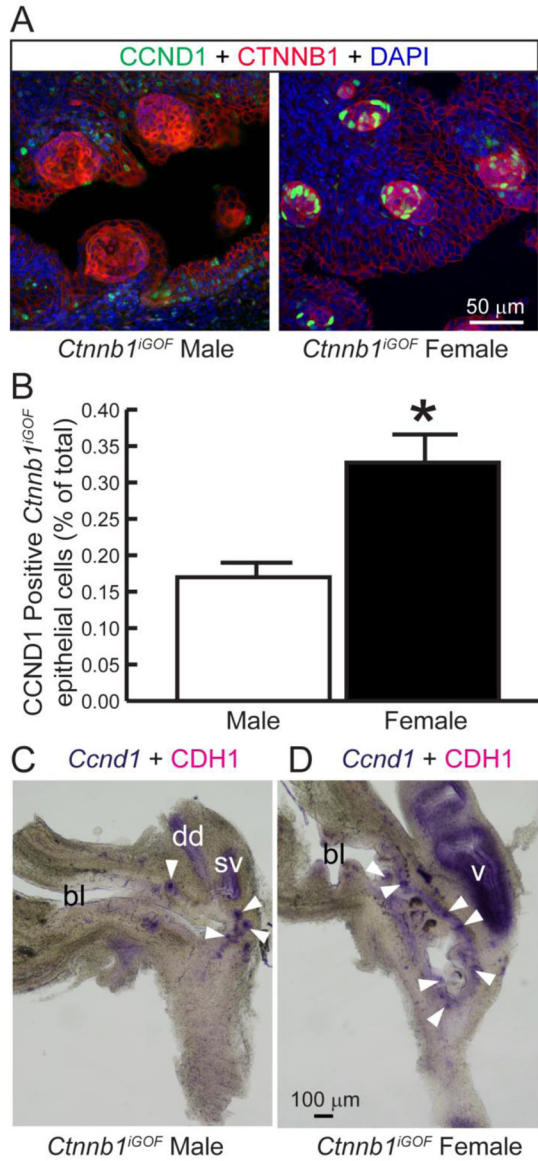 A
CCND1 + CTNNB1 + DAPI
50 µm
Ctnnb1iGOF Male
Ctnnb1iGOF Female
B
CCND1 Positive Ctnnb1iGOF
epithelial cells (% of total)
0.40
0.35
0.30
0.25
0.20
0.15
0.10
0.05
0.00
*
Male
Female
C
Ccnd1 + CDH1
D
Ccnd1 + CDH1
dd
sv
bl
bl
v
100 µm
Ctnnb1iGOF Male
Ctnnb1iGOF Female